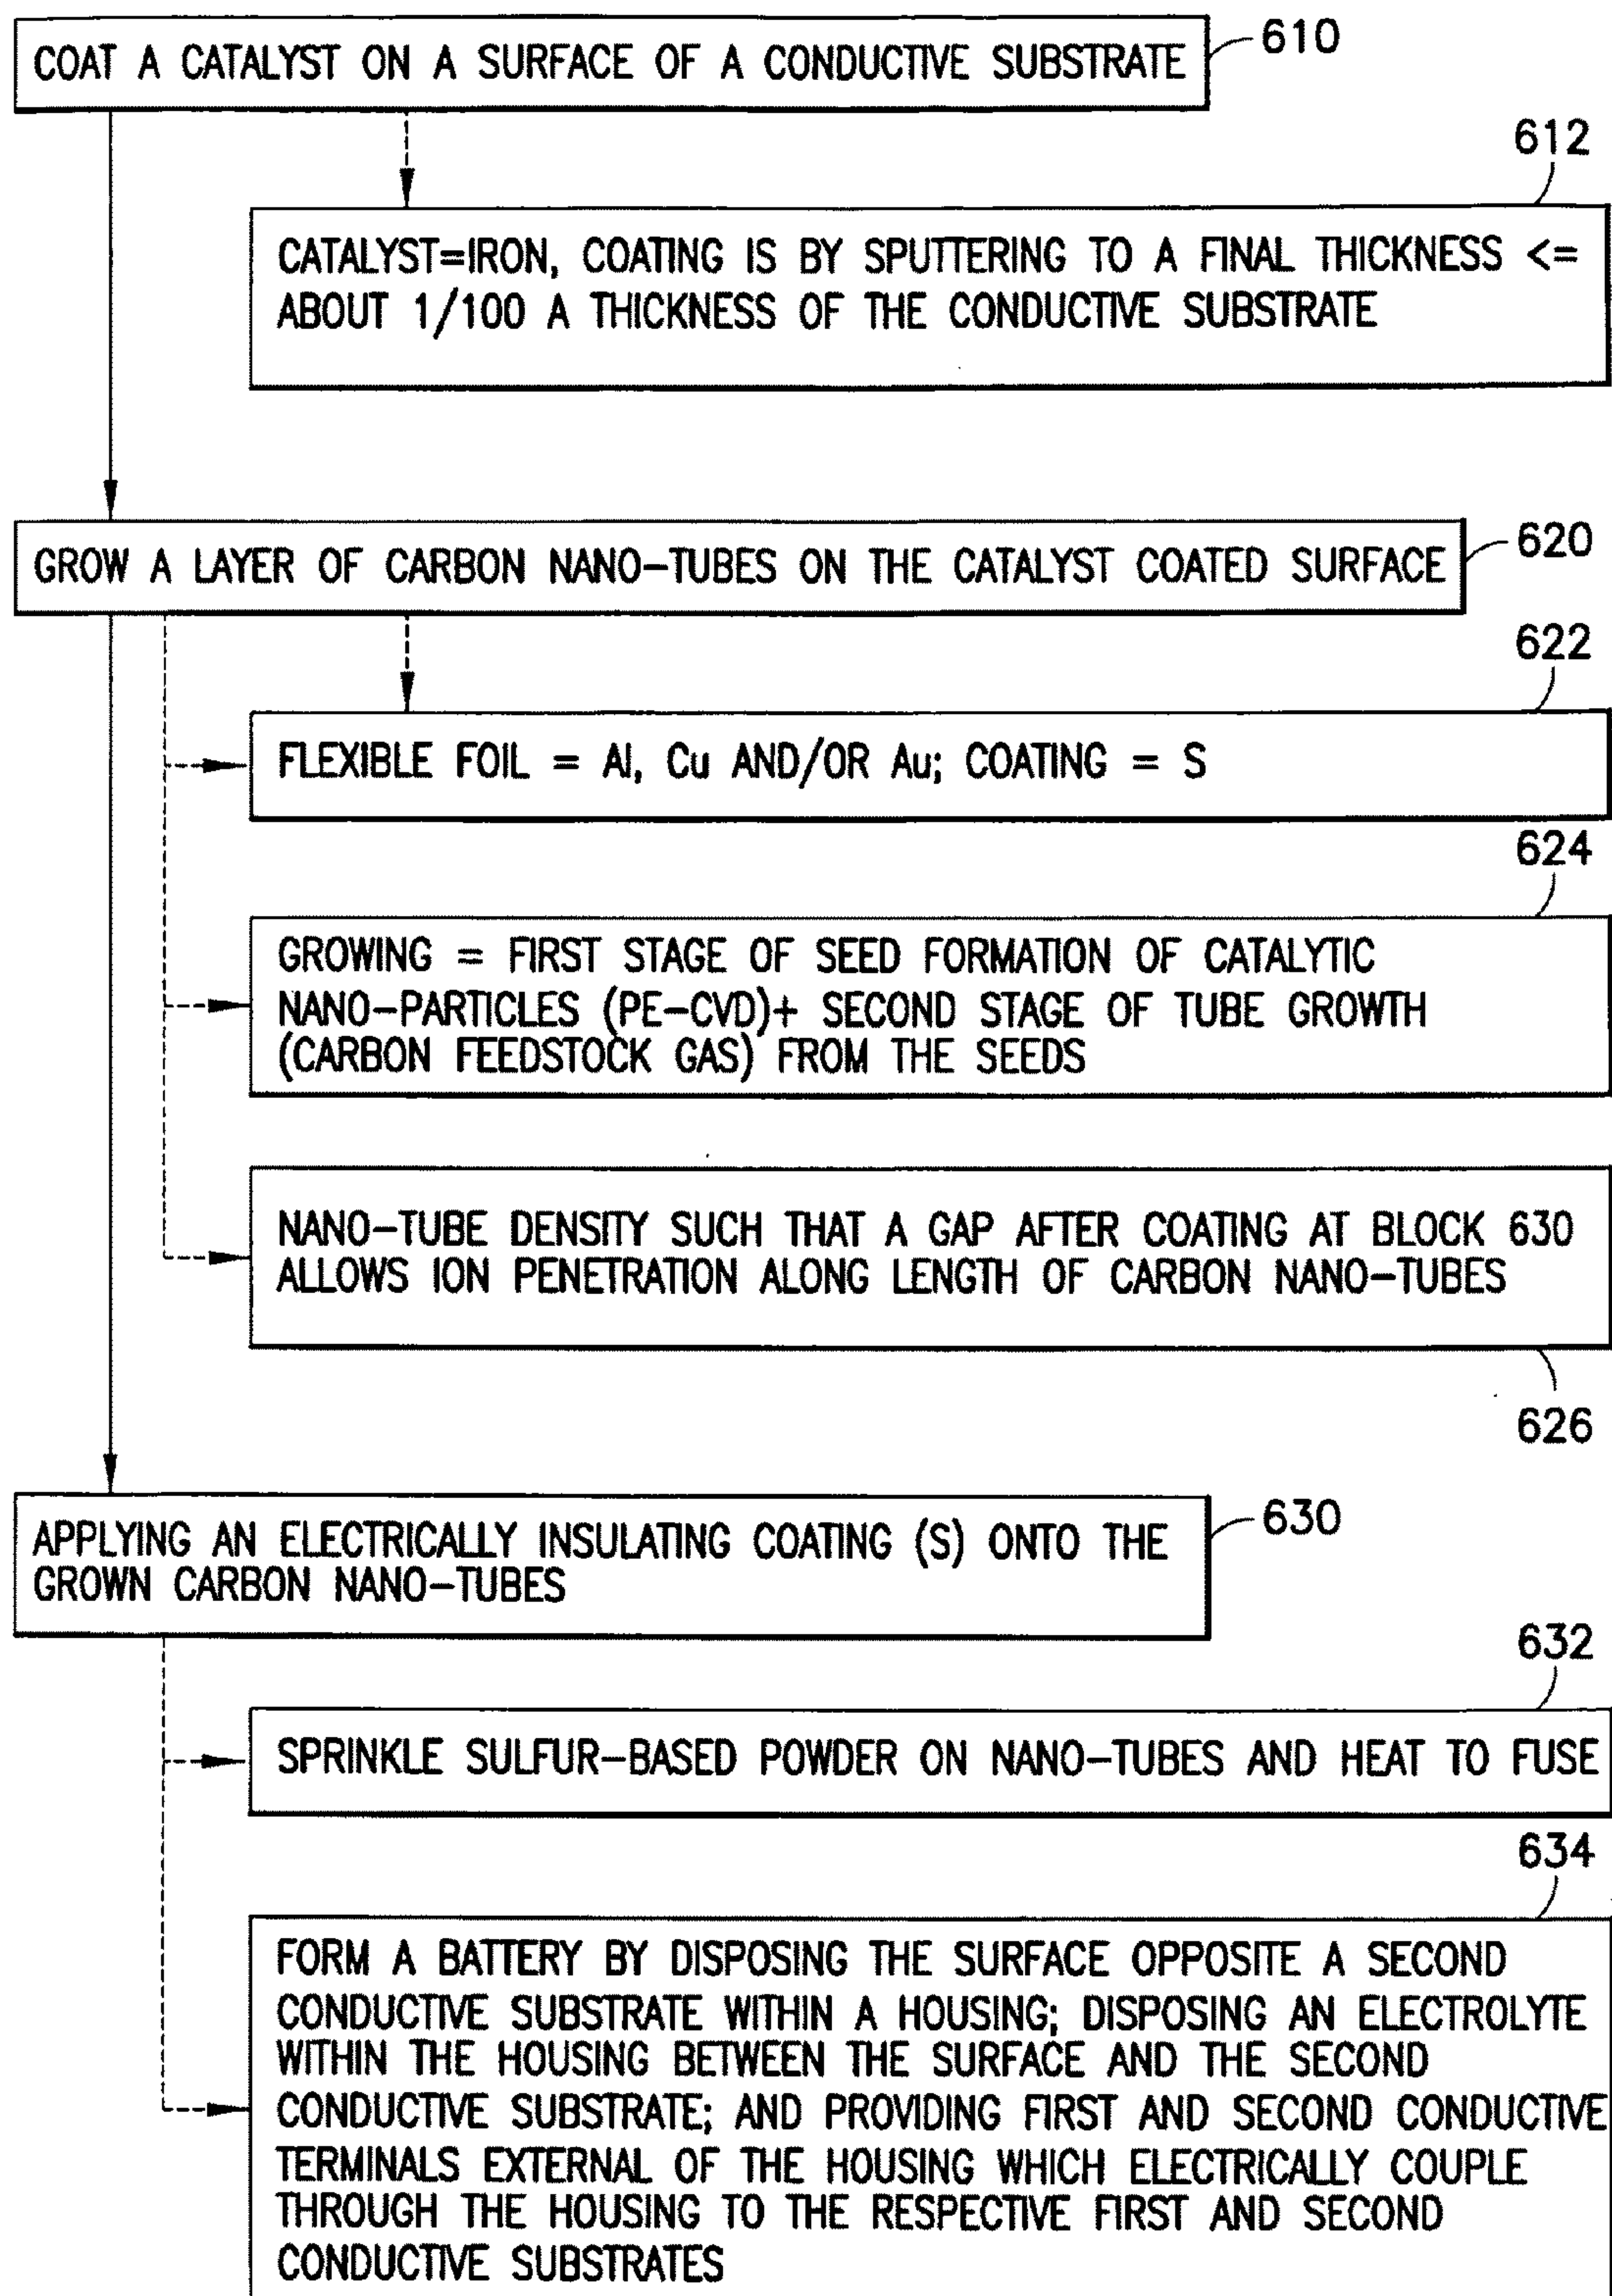 COAT A CATALYST ON A SURFACE OF A CONDUCTIVE SUBSTRATE
610
612
CATALYST=IRON, COATING IS BY SPUTTERING TO A FINAL THICKNESS <=
ABOUT 1/100 A THICKNESS OF THE CONDUCTIVE SUBSTRATE
GROW A LAYER OF CARBON NANO-TUBES ON THE CATALYST COATED SURFACE
620
622
FLEXIBLE FOIL = Al, Cu AND/OR Au; COATING = S
624
GROWING = FIRST STAGE OF SEED FORMATION OF CATALYTIC
NANO-PARTICLES (PE-CVD)+ SECOND STAGE OF TUBE GROWTH
(CARBON FEEDSTOCK GAS) FROM THE SEEDS
NANO-TUBE DENSITY SUCH THAT A GAP AFTER COATING AT BLOCK 630
ALLOWS ION PENETRATION ALONG LENGTH OF CARBON NANO-TUBES
626
APPLYING AN ELECTRICALLY INSULATING COATING (S) ONTO THE
GROWN CARBON NANO-TUBES
630
632
SPRINKLE SULFUR-BASED POWDER ON NANO-TUBES AND HEAT TO FUSE
634
FORM A BATTERY BY DISPOSING THE SURFACE OPPOSITE A SECOND
CONDUCTIVE SUBSTRATE WITHIN A HOUSING; DISPOSING AN ELECTROLYTE
WITHIN THE HOUSING BETWEEN THE SURFACE AND THE SECOND
CONDUCTIVE SUBSTRATE; AND PROVIDING FIRST AND SECOND CONDUCTIVE
TERMINALS EXTERNAL OF THE HOUSING WHICH ELECTRICALLY COUPLE
THROUGH THE HOUSING TO THE RESPECTIVE FIRST AND SECOND
CONDUCTIVE SUBSTRATES